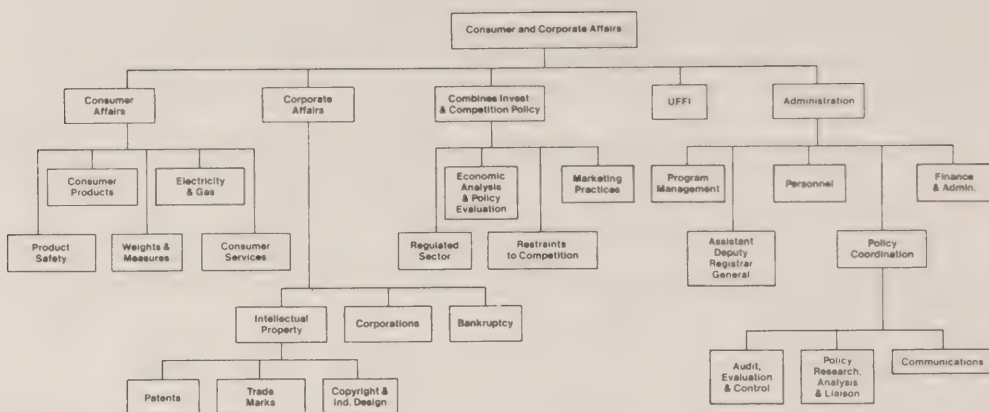 Consumer and Corporate Affairs
Consumer
Affairs
Corporate
Affairs
Combines Invest
& Competition Policy
UFFI
Administration
Consumer
Products
Electricity
& Gas
Product
Safety
Weights &
Measures
Consumer
Services
Economic
Analysis
& Policy
Evaluation
Marketing
Practices
Regulated
Sector
Restraints
to Competition
Program
Management
Personnel
Finance
& Admin.
Assistant
Deputy
Registrar
General
Policy
Coordination
Intellectual
Property
Corporations
Bankruptcy
Patents
Trade
Marks
Copyright &
Ind. Design
Audit,
Evaluation
& Control
Policy
Research,
Analysis
& Liaison
Communications